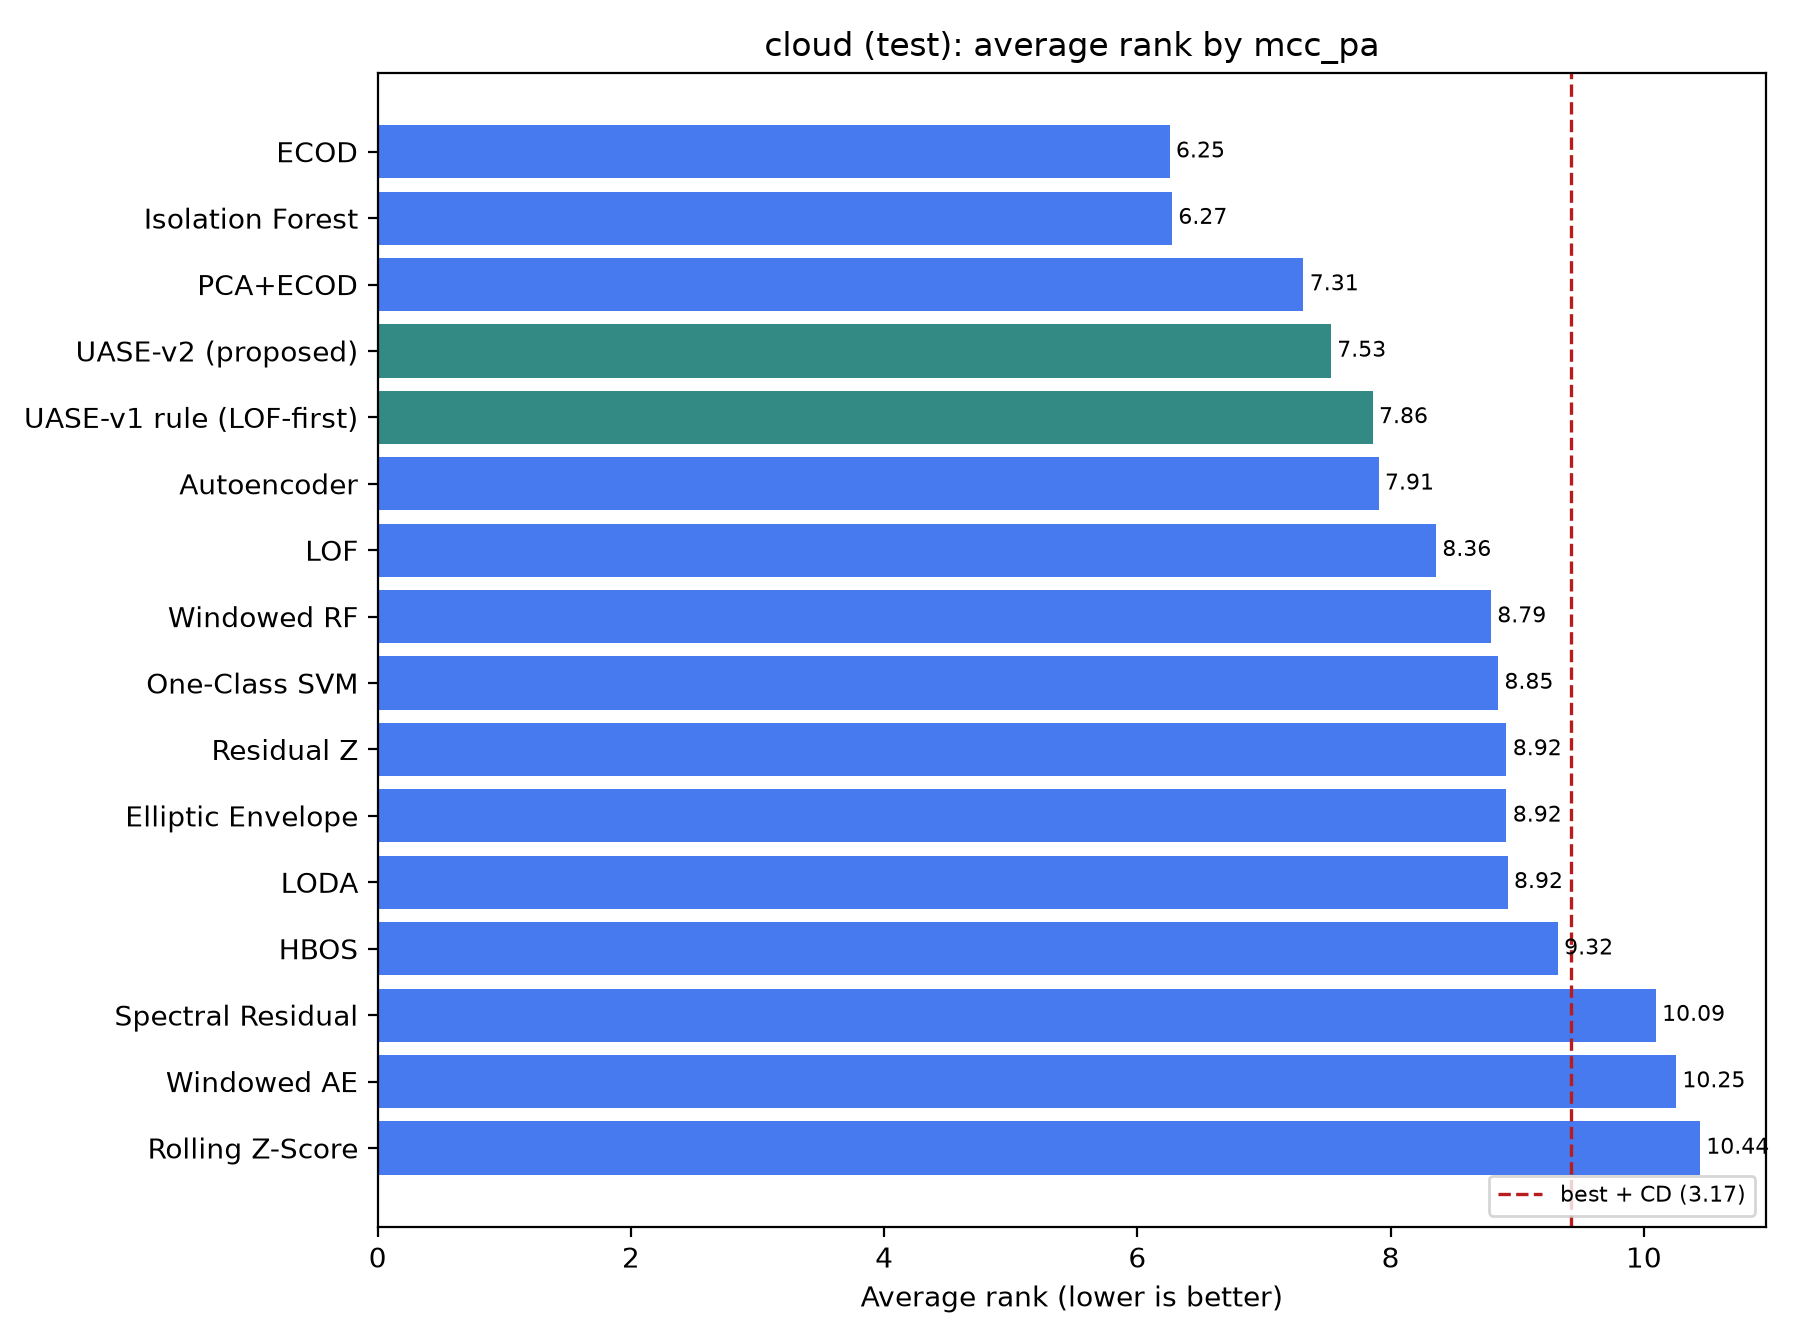 cloud (test): average rank by mcc_pa
ECOD 6.25
Isolation Forest 6.27
PCA+ECOD 7.31
UASE-v2 (proposed) 7.53
UASE-v1 rule (LOF-first) 7.86
Autoencoder 7.91
LOF 8.36
Windowed RF 8.79
One-Class SVM 8.85
Residual Z 8.92
Elliptic Envelope 8.92
LODA 8.92
HBOS 9.32
Spectral Residual 10.09
Windowed AE 10.25
Rolling Z-Score 10.44
best + CD (3.17)
0 2 4 6 8 10
Average rank (lower is better)